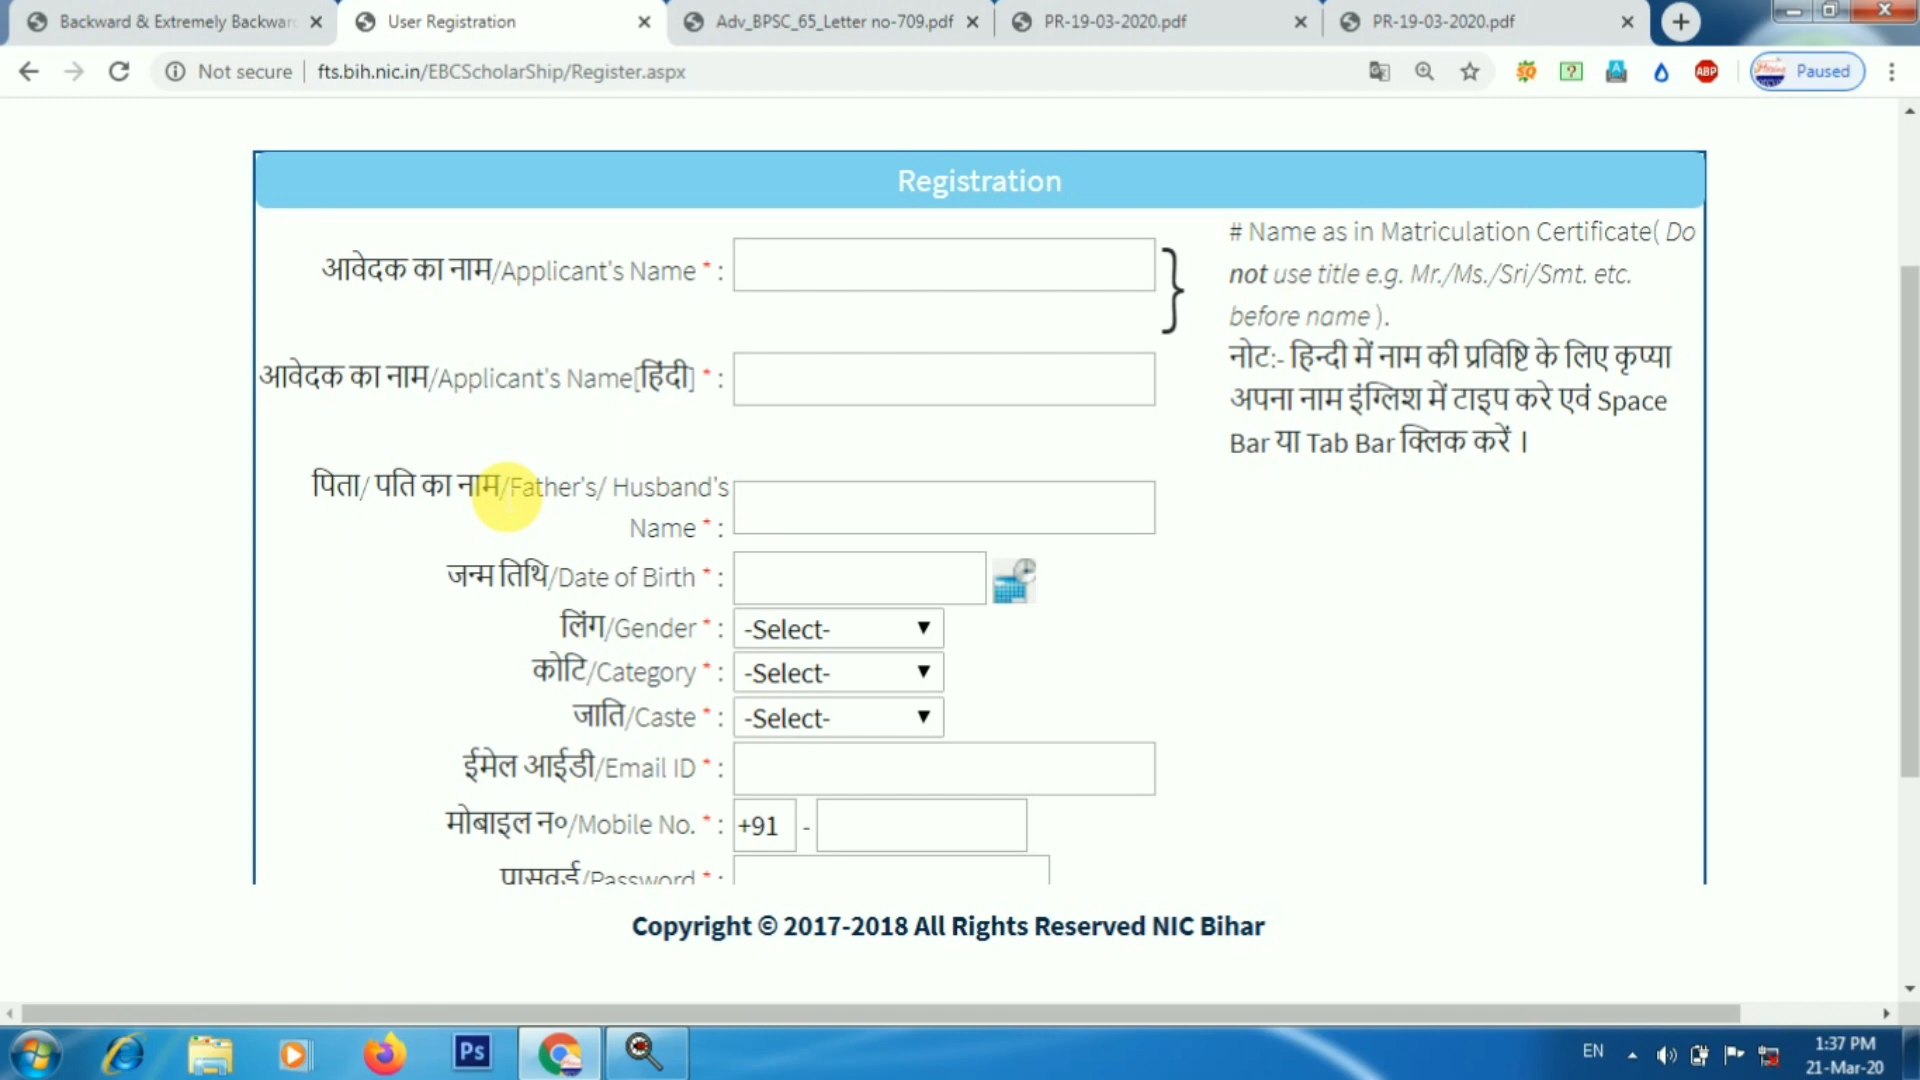 Backward & Extremely Backwar
User Registration
Adv_BPSC_65_Letter no-709.pdf
PR-19-03-2020.pdf
PR-19-03-2020.pdf
Not secure
fts.bih.nic.in/EBCScholarShip/Register.aspx
ABP
Paused
Registration
आवेदक का नाम/Applicant's Name * :
# Name as in Matriculation Certificate( Do
not use title e.g. Mr./Ms./Sri/Smt. etc.
before name ).
नोट:- हिन्दी में नाम की प्रविष्टि के लिए कृप्या
अपना नाम इंग्लिश में टाइप करे एवं Space
Bar या Tab Bar क्लिक करें ।
आवेदक का नाम/Applicant's Name[हिंदी] * :
पिता/ पति का नाम/Father's/ Husband's
Name * :
जन्म तिथि/Date of Birth * :
लिंग/Gender * : -Select-
कोटि/Category * : -Select-
जाति/Caste * : -Select-
ईमेल आईडी/Email ID * :
मोबाइल न०/Mobile No. * : +91 -
पासवर्ड/Password * :
Copyright © 2017-2018 All Rights Reserved NIC Bihar
Ps
EN
1:37 PM
21-Mar-20